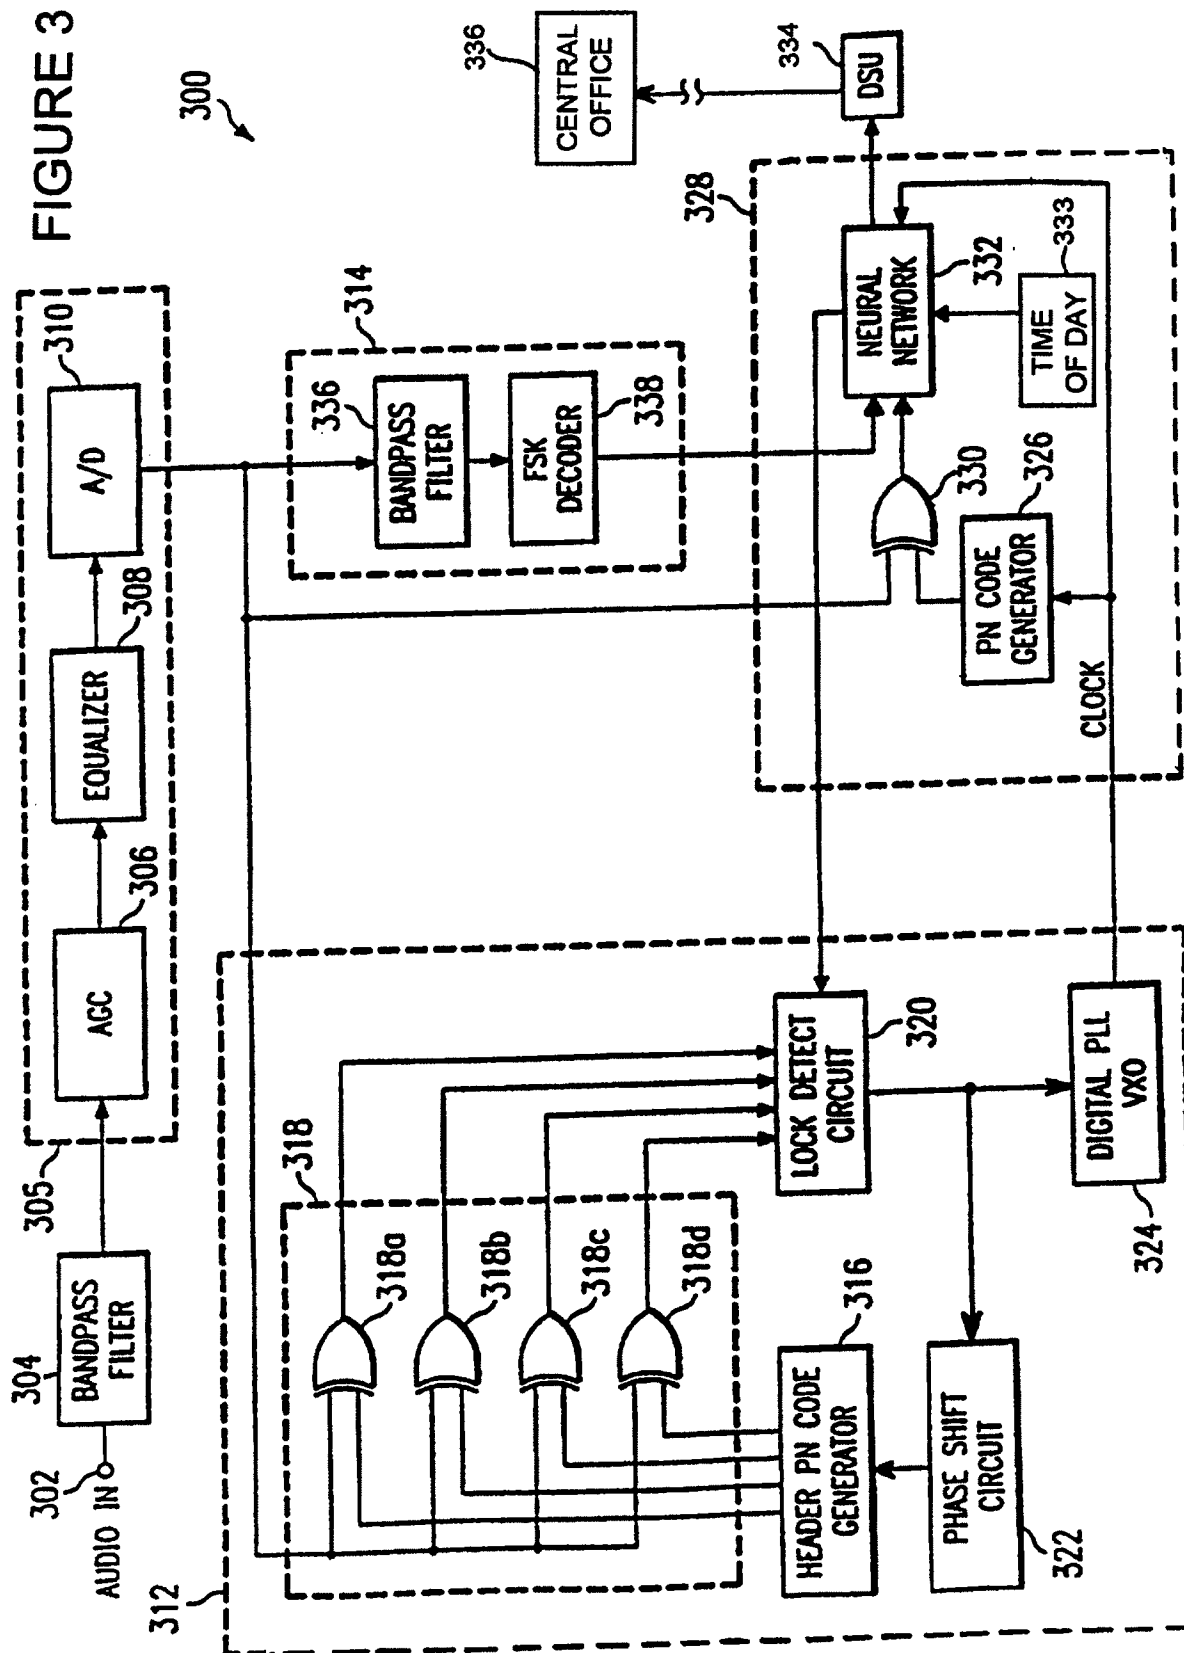 FIGURE 3
300
AUDIO IN
302
304
BANDPASS
FILTER
305
AGC
306
EQUALIZER
308
A/D
310
312
318
318a
318b
318c
318d
HEADER PN CODE
GENERATOR
316
PHASE SHIFT
CIRCUIT
322
LOCK DETECT
CIRCUIT
320
DIGITAL PLL
VXO
324
314
336
BANDPASS
FILTER
FSK
DECODER
338
328
CLOCK
PN CODE
GENERATOR
326
330
NEURAL
NETWORK
332
TIME
OF DAY
333
DSU
334
CENTRAL
OFFICE
336